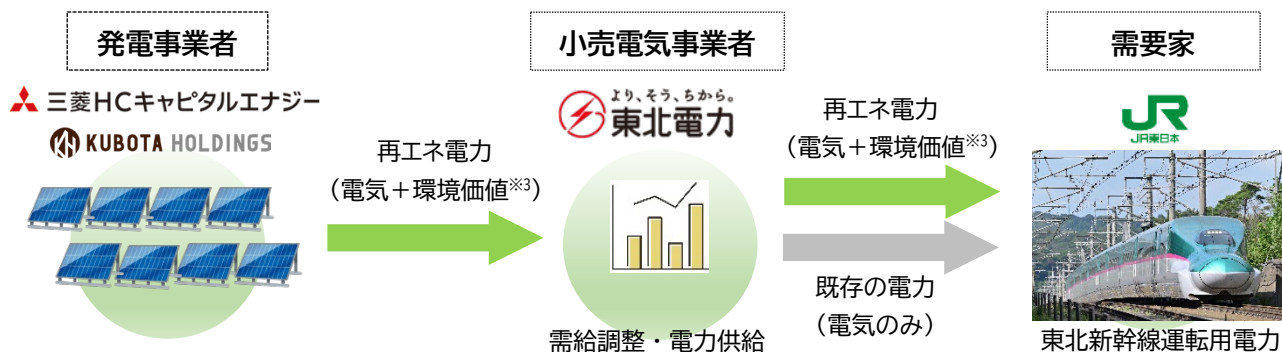 発電事業者
三菱HCキャピタルエナジー
KUBOTA HOLDINGS
再エネ電力
（電気＋環境価値※3）
小売電気事業者
より、そう、ちから。
東北電力
需給調整・電力供給
再エネ電力
（電気＋環境価値※3）
既存の電力
（電気のみ）
需要家
JR
JR東日本
東北新幹線運転用電力